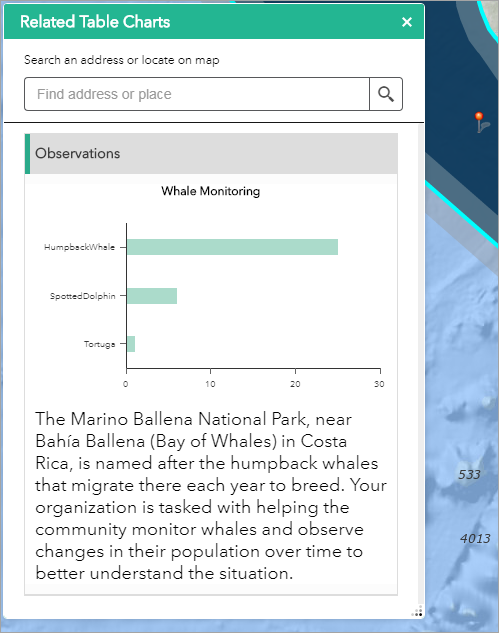 Related Table Charts ×
Search an address or locate on map
Find address or place
Observations
Whale Monitoring
HumpbackWhale
SpottedDolphin
Tortuga
0 10 20 30
The Marino Ballena National Park, near
Bahía Ballena (Bay of Whales) in Costa
Rica, is named after the humpback whales
that migrate there each year to breed. Your
organization is tasked with helping the
community monitor whales and observe
changes in their population over time to
better understand the situation.
533
4013